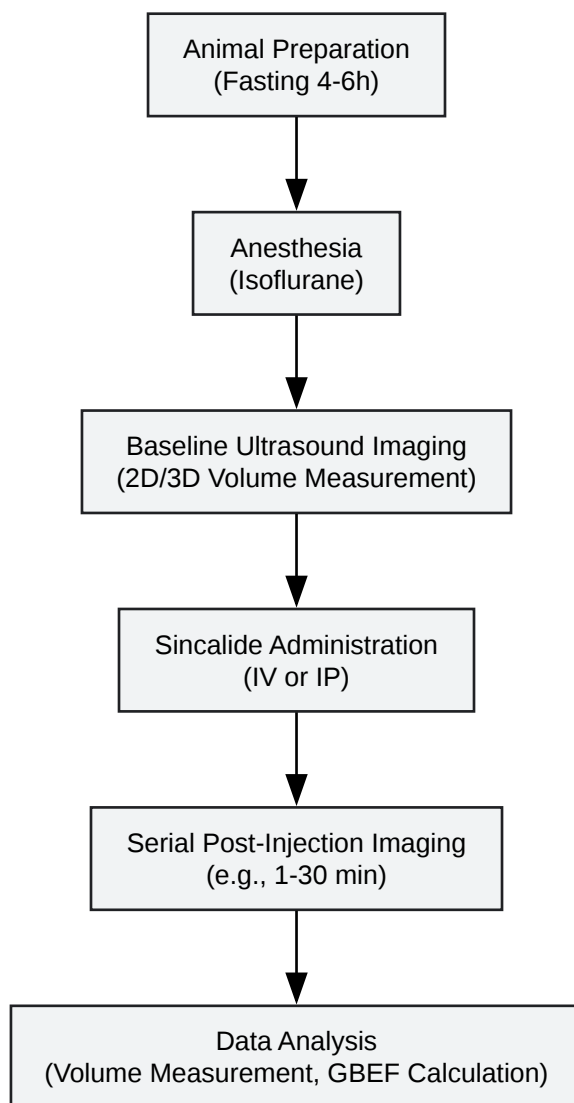 Animal Preparation
(Fasting 4-6h)
Anesthesia
(Isoflurane)
Baseline Ultrasound Imaging
(2D/3D Volume Measurement)
Sincalide Administration
(IV or IP)
Serial Post-Injection Imaging
(e.g., 1-30 min)
Data Analysis
(Volume Measurement, GBEF Calculation)